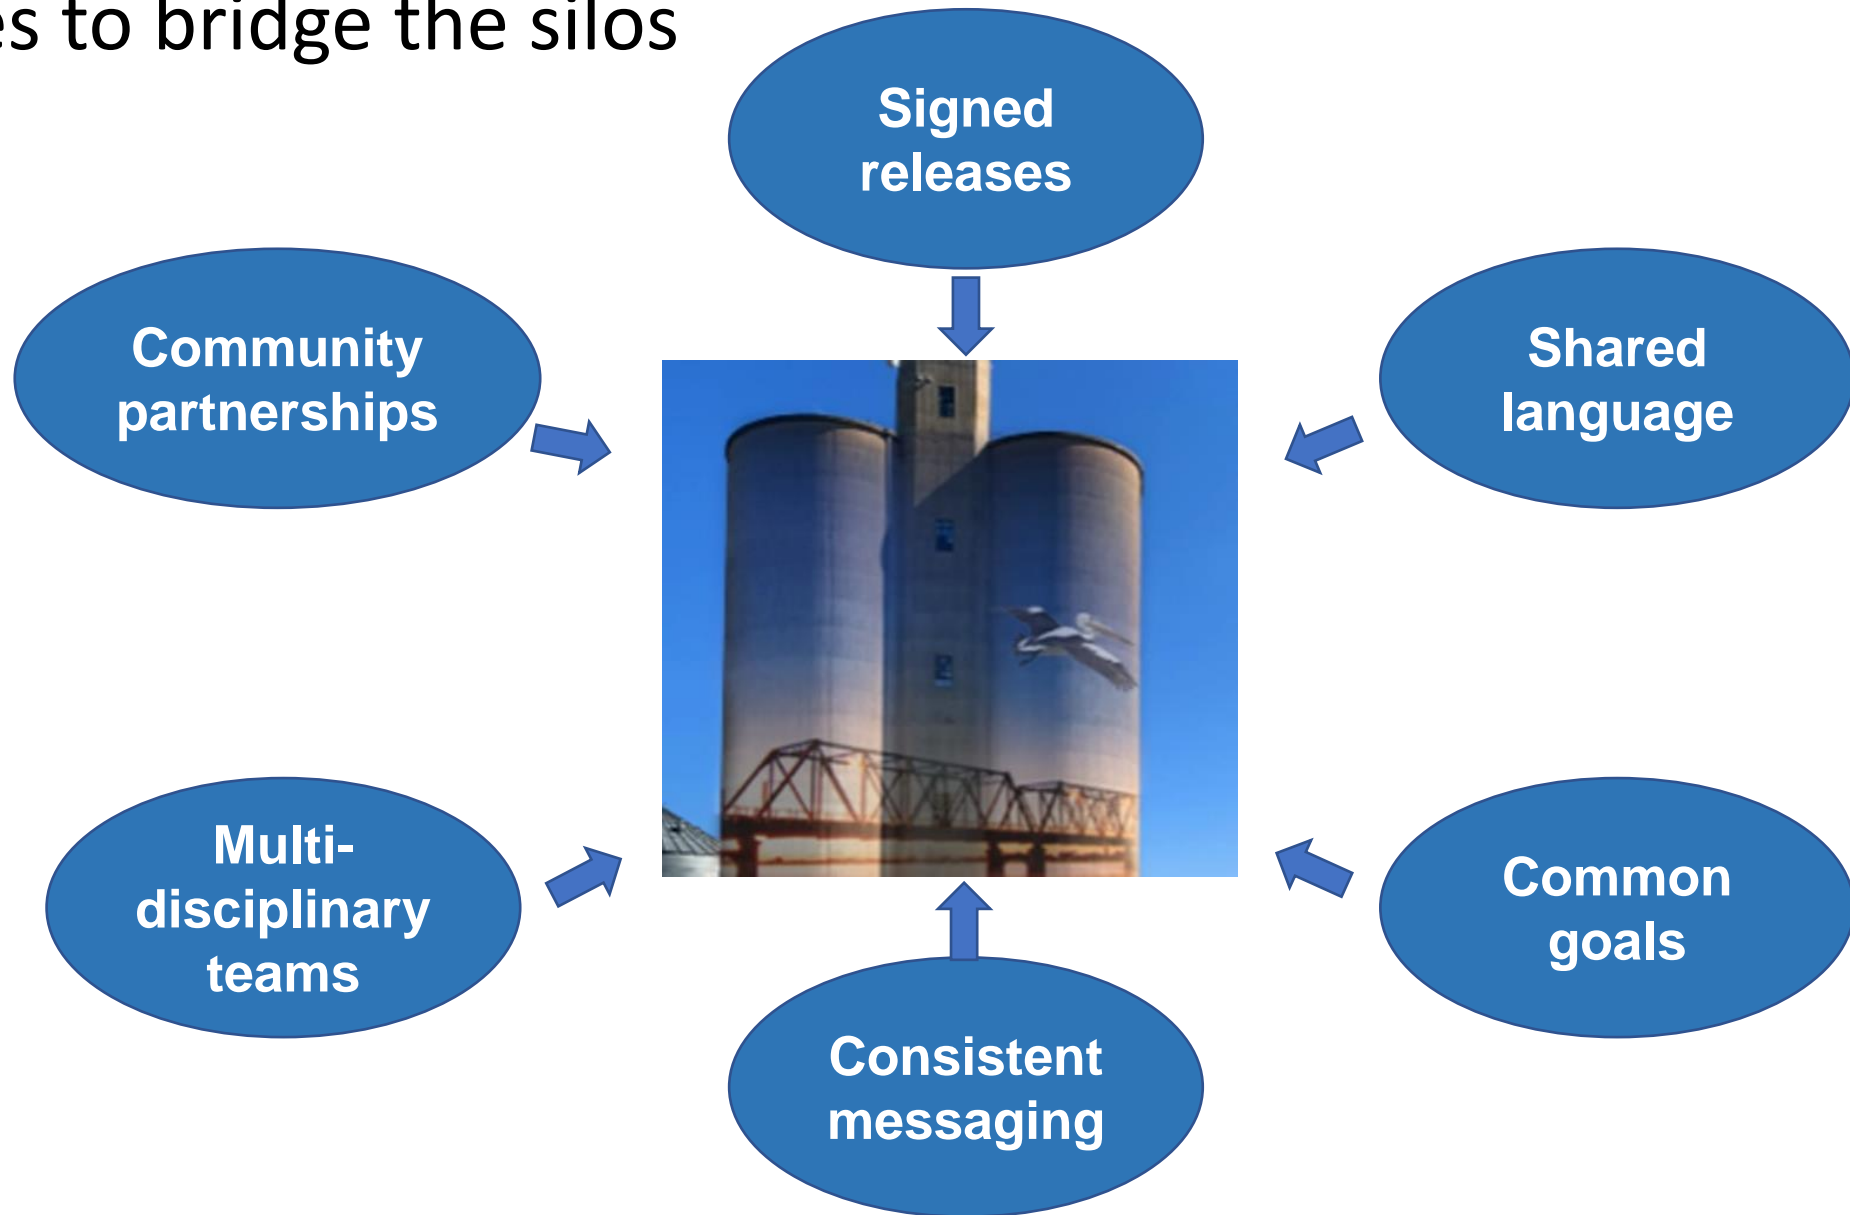 es to bridge the silos
Signed
releases
Community
partnerships
Shared
language
Multi-
disciplinary
teams
Common
goals
Consistent
messaging